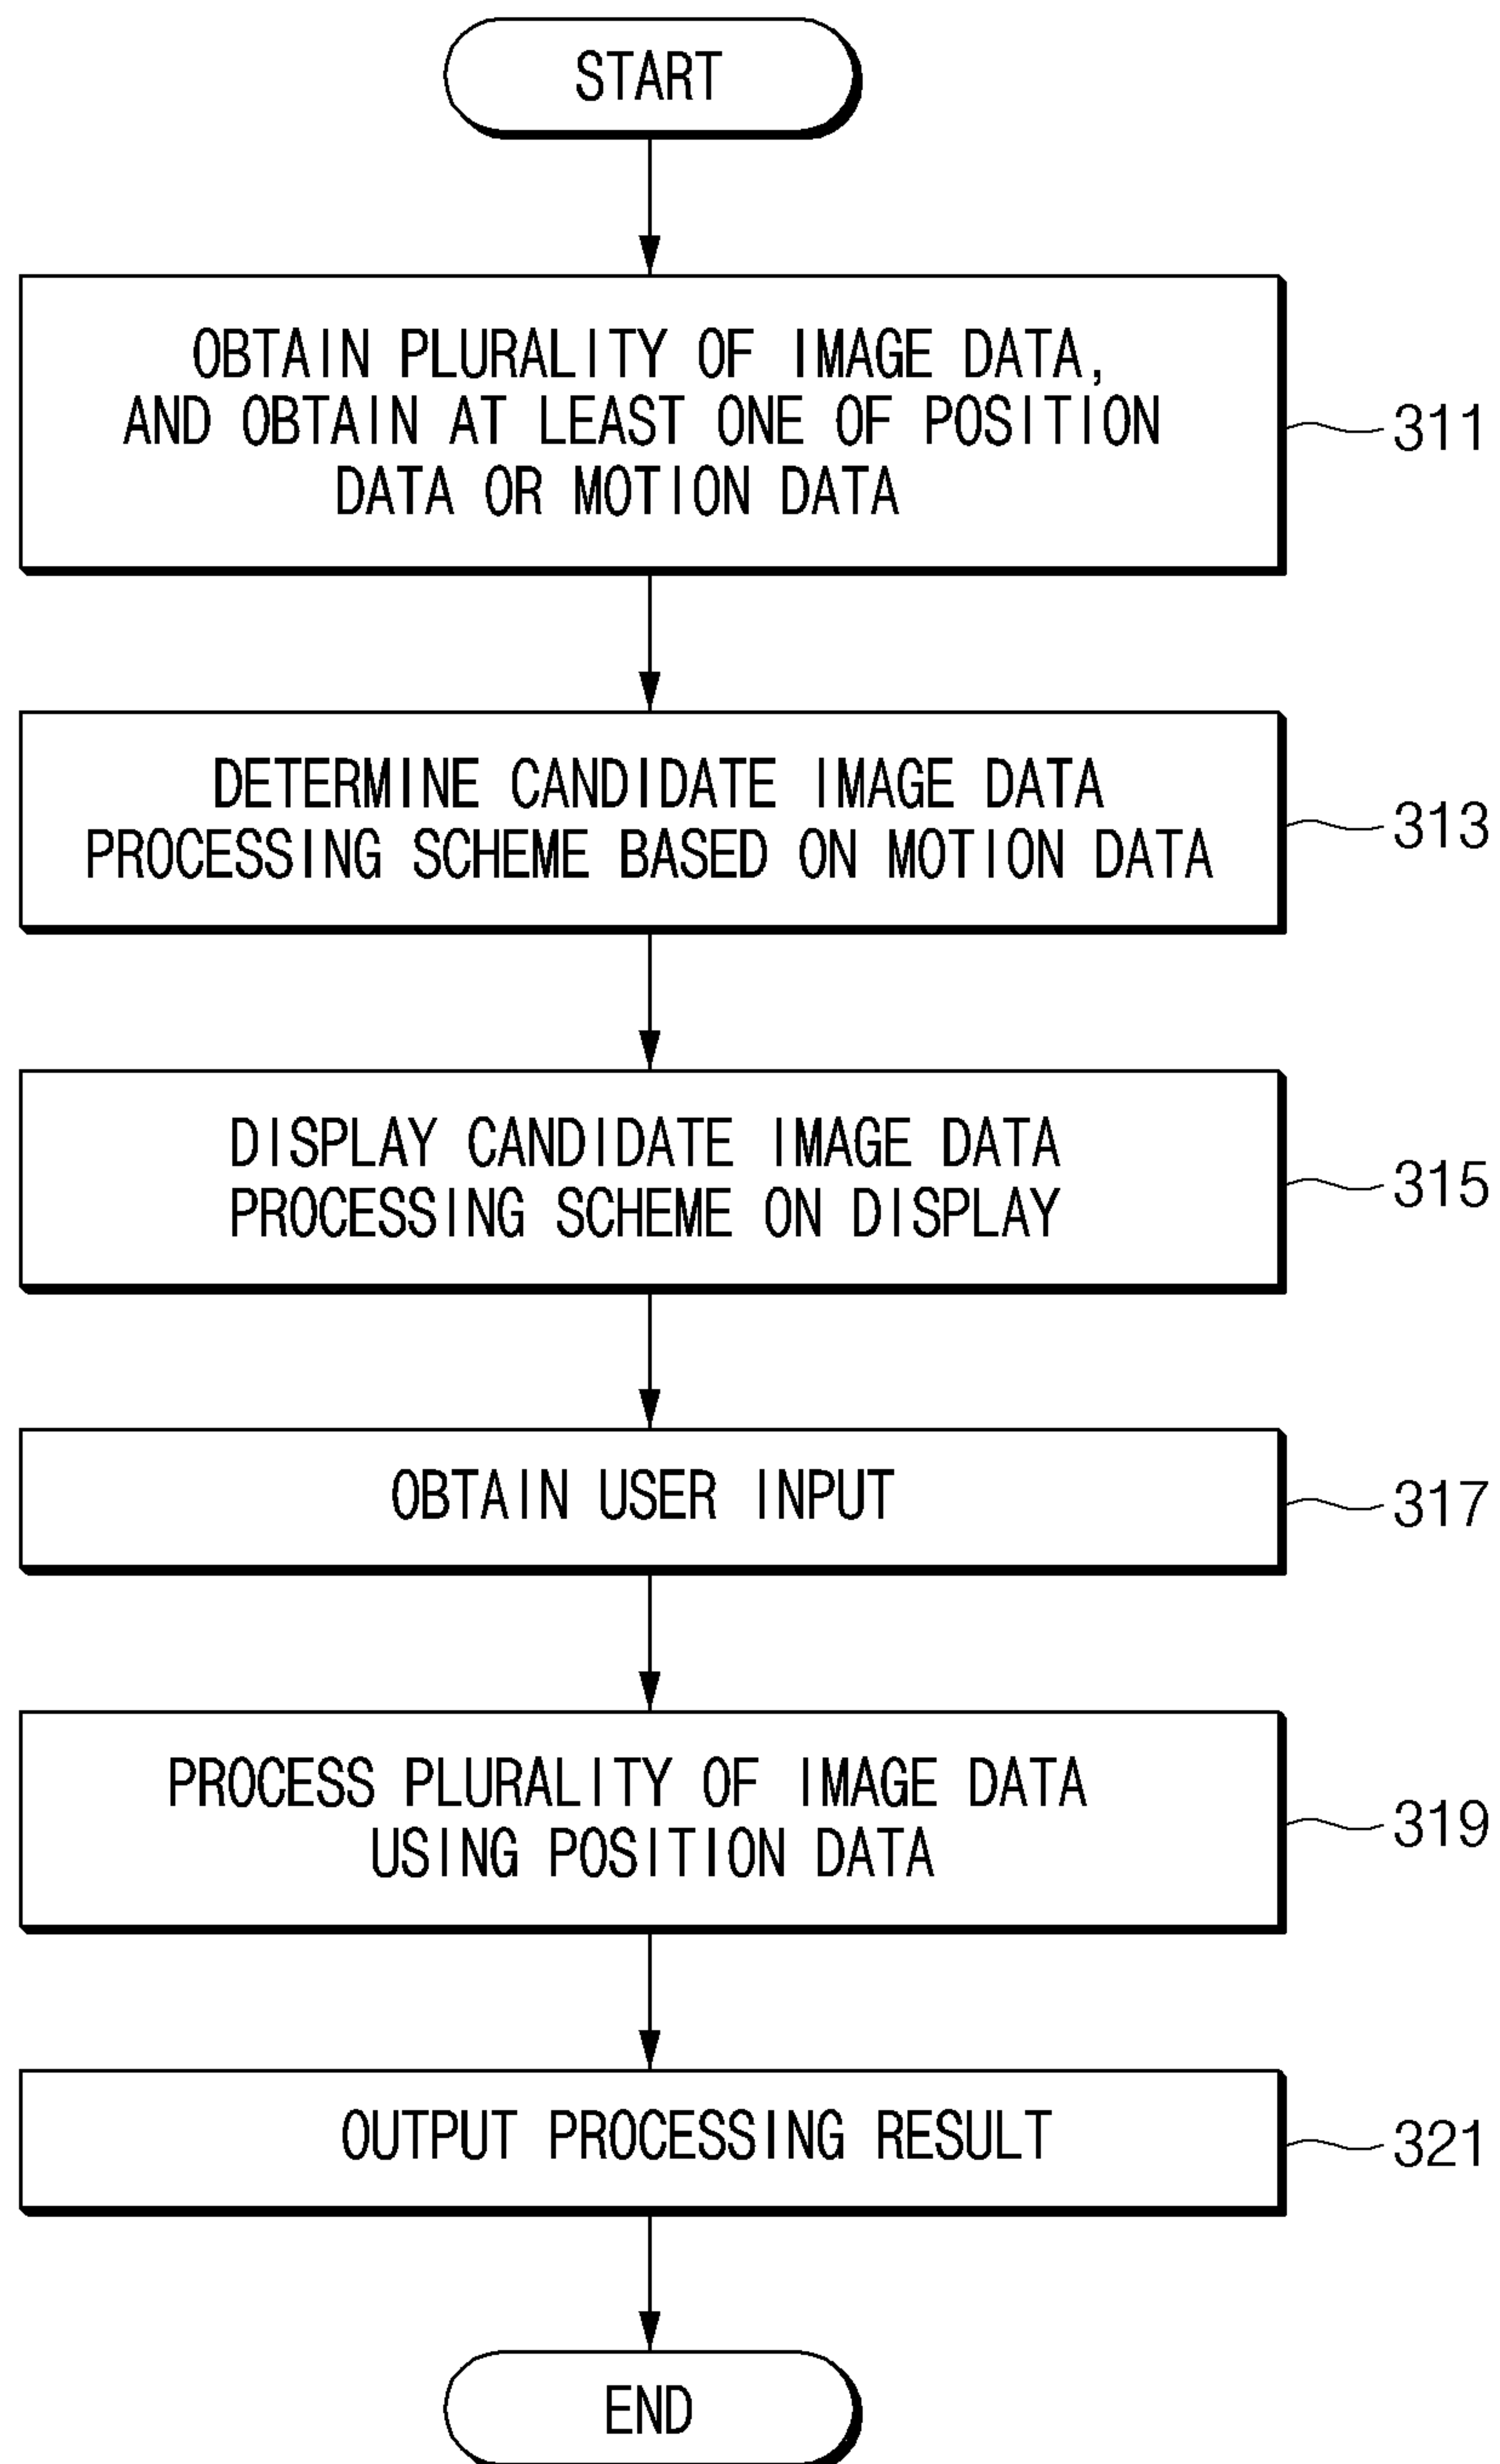 START
OBTAIN PLURALITY OF IMAGE DATA,
AND OBTAIN AT LEAST ONE OF POSITION
DATA OR MOTION DATA
311
DETERMINE CANDIDATE IMAGE DATA
PROCESSING SCHEME BASED ON MOTION DATA
313
DISPLAY CANDIDATE IMAGE DATA
PROCESSING SCHEME ON DISPLAY
315
OBTAIN USER INPUT
317
PROCESS PLURALITY OF IMAGE DATA
USING POSITION DATA
319
OUTPUT PROCESSING RESULT
321
END